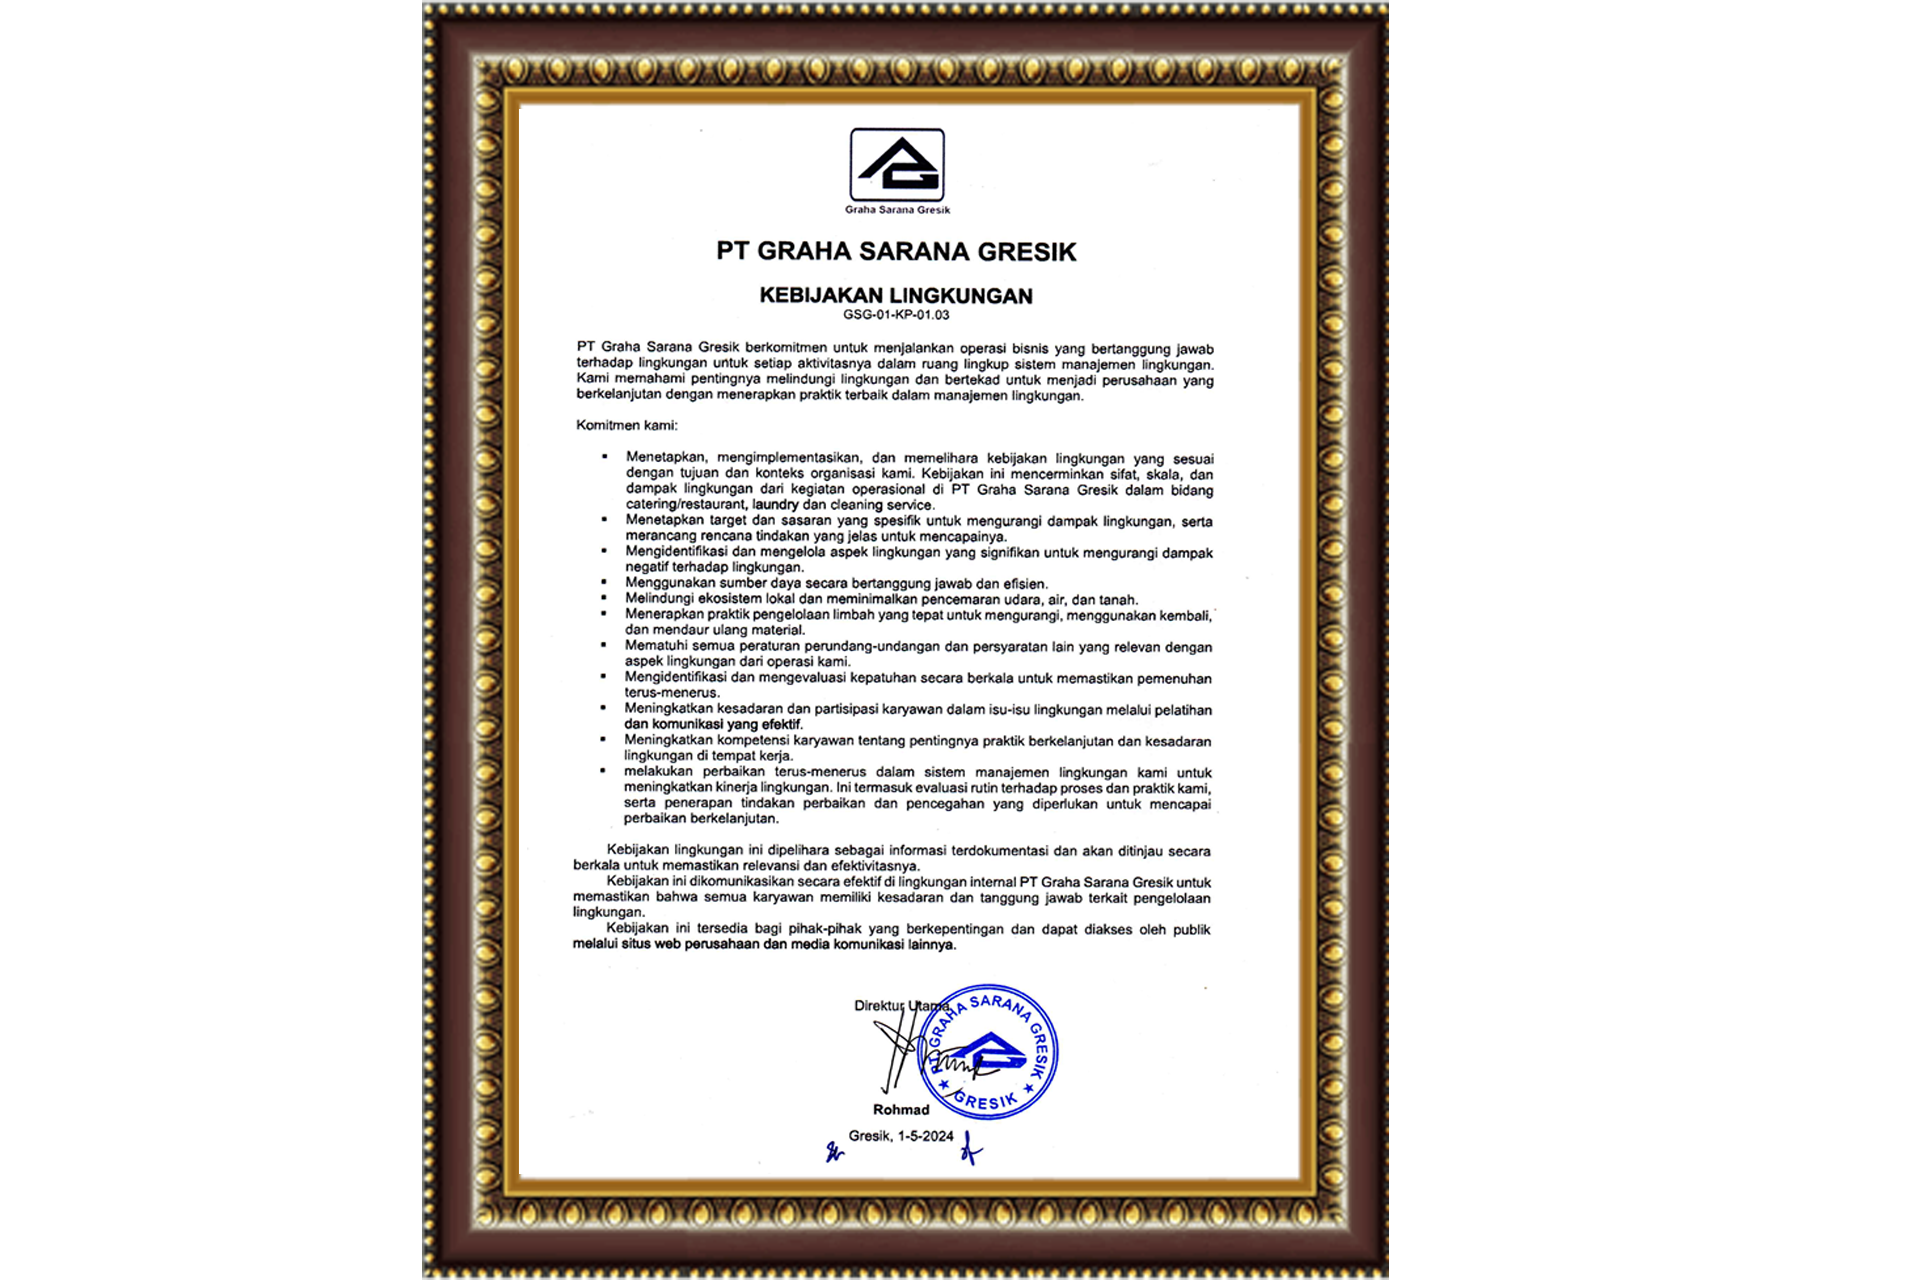 Graha Sarana Gresik
PT GRAHA SARANA GRESIK
KEBIJAKAN LINGKUNGAN
GSG-01-KP-01.03
PT Graha Sarana Gresik berkomitmen untuk menjalankan operasi bisnis yang bertanggung jawab
terhadap lingkungan untuk setiap aktivitasnya dalam ruang lingkup sistem manajemen lingkungan.
Kami memahami pentingnya melindungi lingkungan dan bertekad untuk menjadi perusahaan yang
berkelanjutan dengan menerapkan praktik terbaik dalam manajemen lingkungan.
Komitmen kami:
▪ Menetapkan, mengimplementasikan, dan memelihara kebijakan lingkungan yang sesuai
dengan tujuan dan konteks organisasi kami. Kebijakan ini mencerminkan sifat, skala, dan
dampak lingkungan dari kegiatan operasional di PT Graha Sarana Gresik dalam bidang
catering/restaurant, laundry dan cleaning service.
▪ Menetapkan target dan sasaran yang spesifik untuk mengurangi dampak lingkungan, serta
merancang rencana tindakan yang jelas untuk mencapainya.
▪ Mengidentifikasi dan mengelola aspek lingkungan yang signifikan untuk mengurangi dampak
negatif terhadap lingkungan.
▪ Menggunakan sumber daya secara bertanggung jawab dan efisien.
▪ Melindungi ekosistem lokal dan meminimalkan pencemaran udara, air, dan tanah.
▪ Menerapkan praktik pengelolaan limbah yang tepat untuk mengurangi, menggunakan kembali,
dan mendaur ulang material.
▪ Mematuhi semua peraturan perundang-undangan dan persyaratan lain yang relevan dengan
aspek lingkungan dari operasi kami.
▪ Mengidentifikasi dan mengevaluasi kepatuhan secara berkala untuk memastikan pemenuhan
terus-menerus.
▪ Meningkatkan kesadaran dan partisipasi karyawan dalam isu-isu lingkungan melalui pelatihan
dan komunikasi yang efektif.
▪ Meningkatkan kompetensi karyawan tentang pentingnya praktik berkelanjutan dan kesadaran
lingkungan di tempat kerja.
▪ melakukan perbaikan terus-menerus dalam sistem manajemen lingkungan kami untuk
meningkatkan kinerja lingkungan. Ini termasuk evaluasi rutin terhadap proses dan praktik kami,
serta penerapan tindakan perbaikan dan pencegahan yang diperlukan untuk mencapai
perbaikan berkelanjutan.
Kebijakan lingkungan ini dipelihara sebagai informasi terdokumentasi dan akan ditinjau secara
berkala untuk memastikan relevansi dan efektivitasnya.
Kebijakan ini dikomunikasikan secara efektif di lingkungan internal PT Graha Sarana Gresik untuk
memastikan bahwa semua karyawan memiliki kesadaran dan tanggung jawab terkait pengelolaan
lingkungan.
Kebijakan ini tersedia bagi pihak-pihak yang berkepentingan dan dapat diakses oleh publik
melalui situs web perusahaan dan media komunikasi lainnya.
Direktur Utama,
PT GRAHA SARANA GRESIK
★ GRESIK ★
Rohmad
Gresik, 1-5-2024